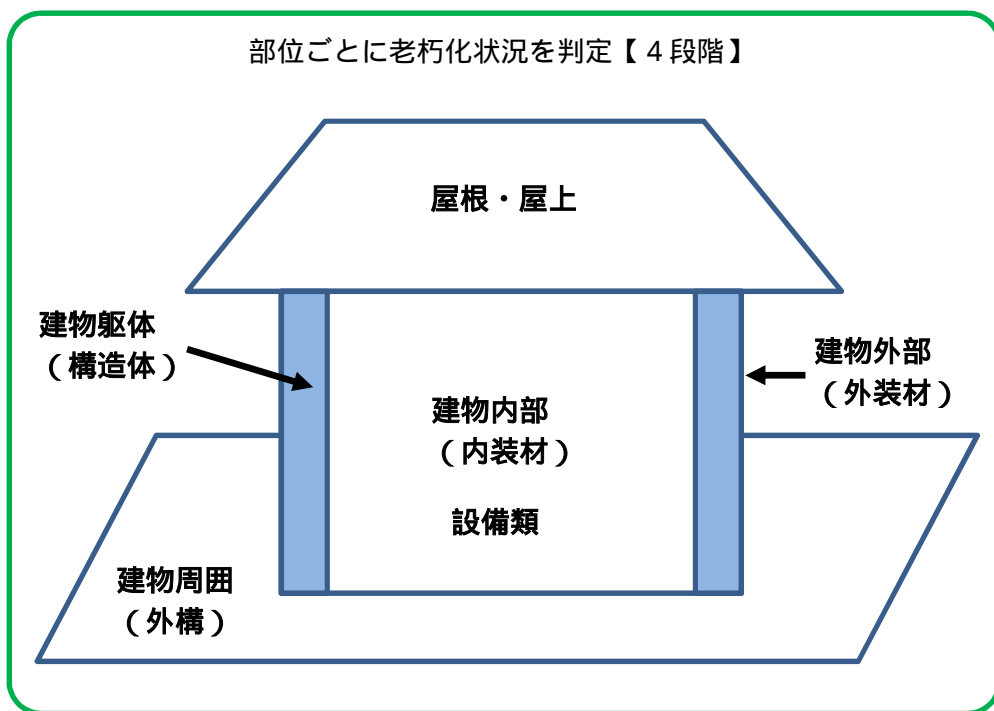 部位ごとに老朽化状況を判定【４段階】
屋根・屋上
建物躯体
（構造体）
建物外部
（外装材）
建物内部
（内装材）
設備類
建物周囲
（外構）